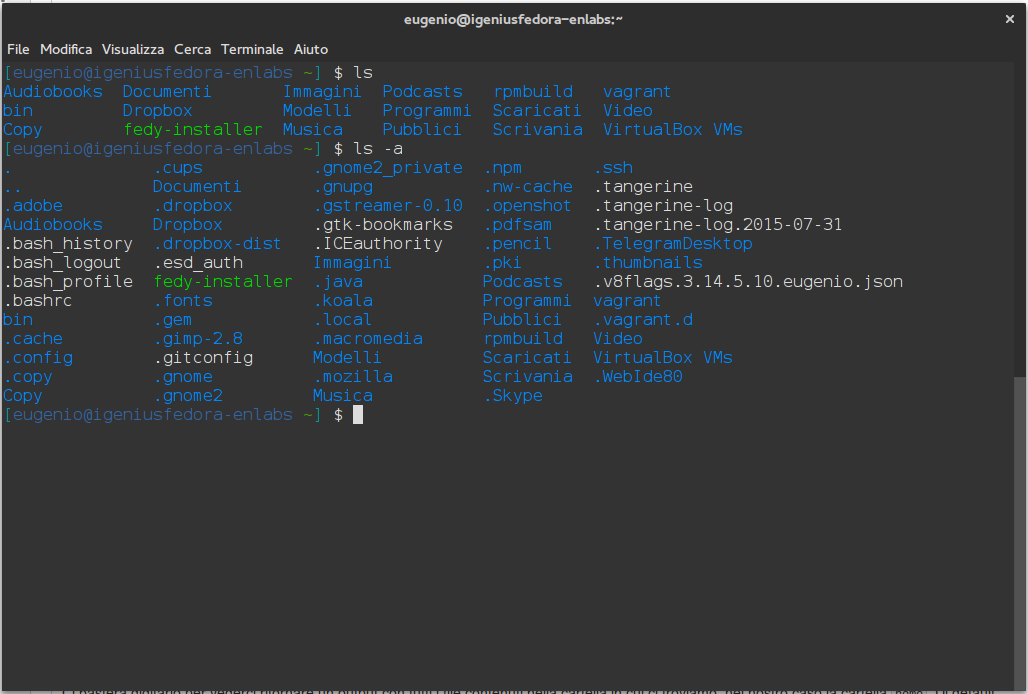 eugenio@igeniusfedora-enlabs:~
File Modifica Visualizza Cerca Terminale Aiuto
[eugenio@igeniusfedora-enlabs ~] $ ls
Audiobooks Documenti Immagini Podcasts rpmbuild vagrant
bin Dropbox Modelli Programmi Scaricati Video
Copy fedy-installer Musica Pubblici Scrivania VirtualBox VMs
[eugenio@igeniusfedora-enlabs ~] $ ls -a
. .cups .gnome2_private .npm .ssh
.. Documenti .gnupg .nw-cache .tangerine
.adobe .dropbox .gstreamer-0.10 .openshot .tangerine-log
Audiobooks Dropbox .gtk-bookmarks .pdfsam .tangerine-log.2015-07-31
.bash_history .dropbox-dist .ICEauthority .pencil .TelegramDesktop
.bash_logout .esd_auth Immagini .pki .thumbnails
.bash_profile fedy-installer .java Podcasts .v8flags.3.14.5.10.eugenio.json
.bashrc .fonts .koala Programmi vagrant
bin .gem .local Pubblici .vagrant.d
.cache .gimp-2.8 .macromedia rpmbuild Video
.config .gitconfig Modelli Scaricati VirtualBox VMs
.copy .gnome .mozilla Scrivania .WebIde80
Copy .gnome2 Musica .Skype
[eugenio@igeniusfedora-enlabs ~] $